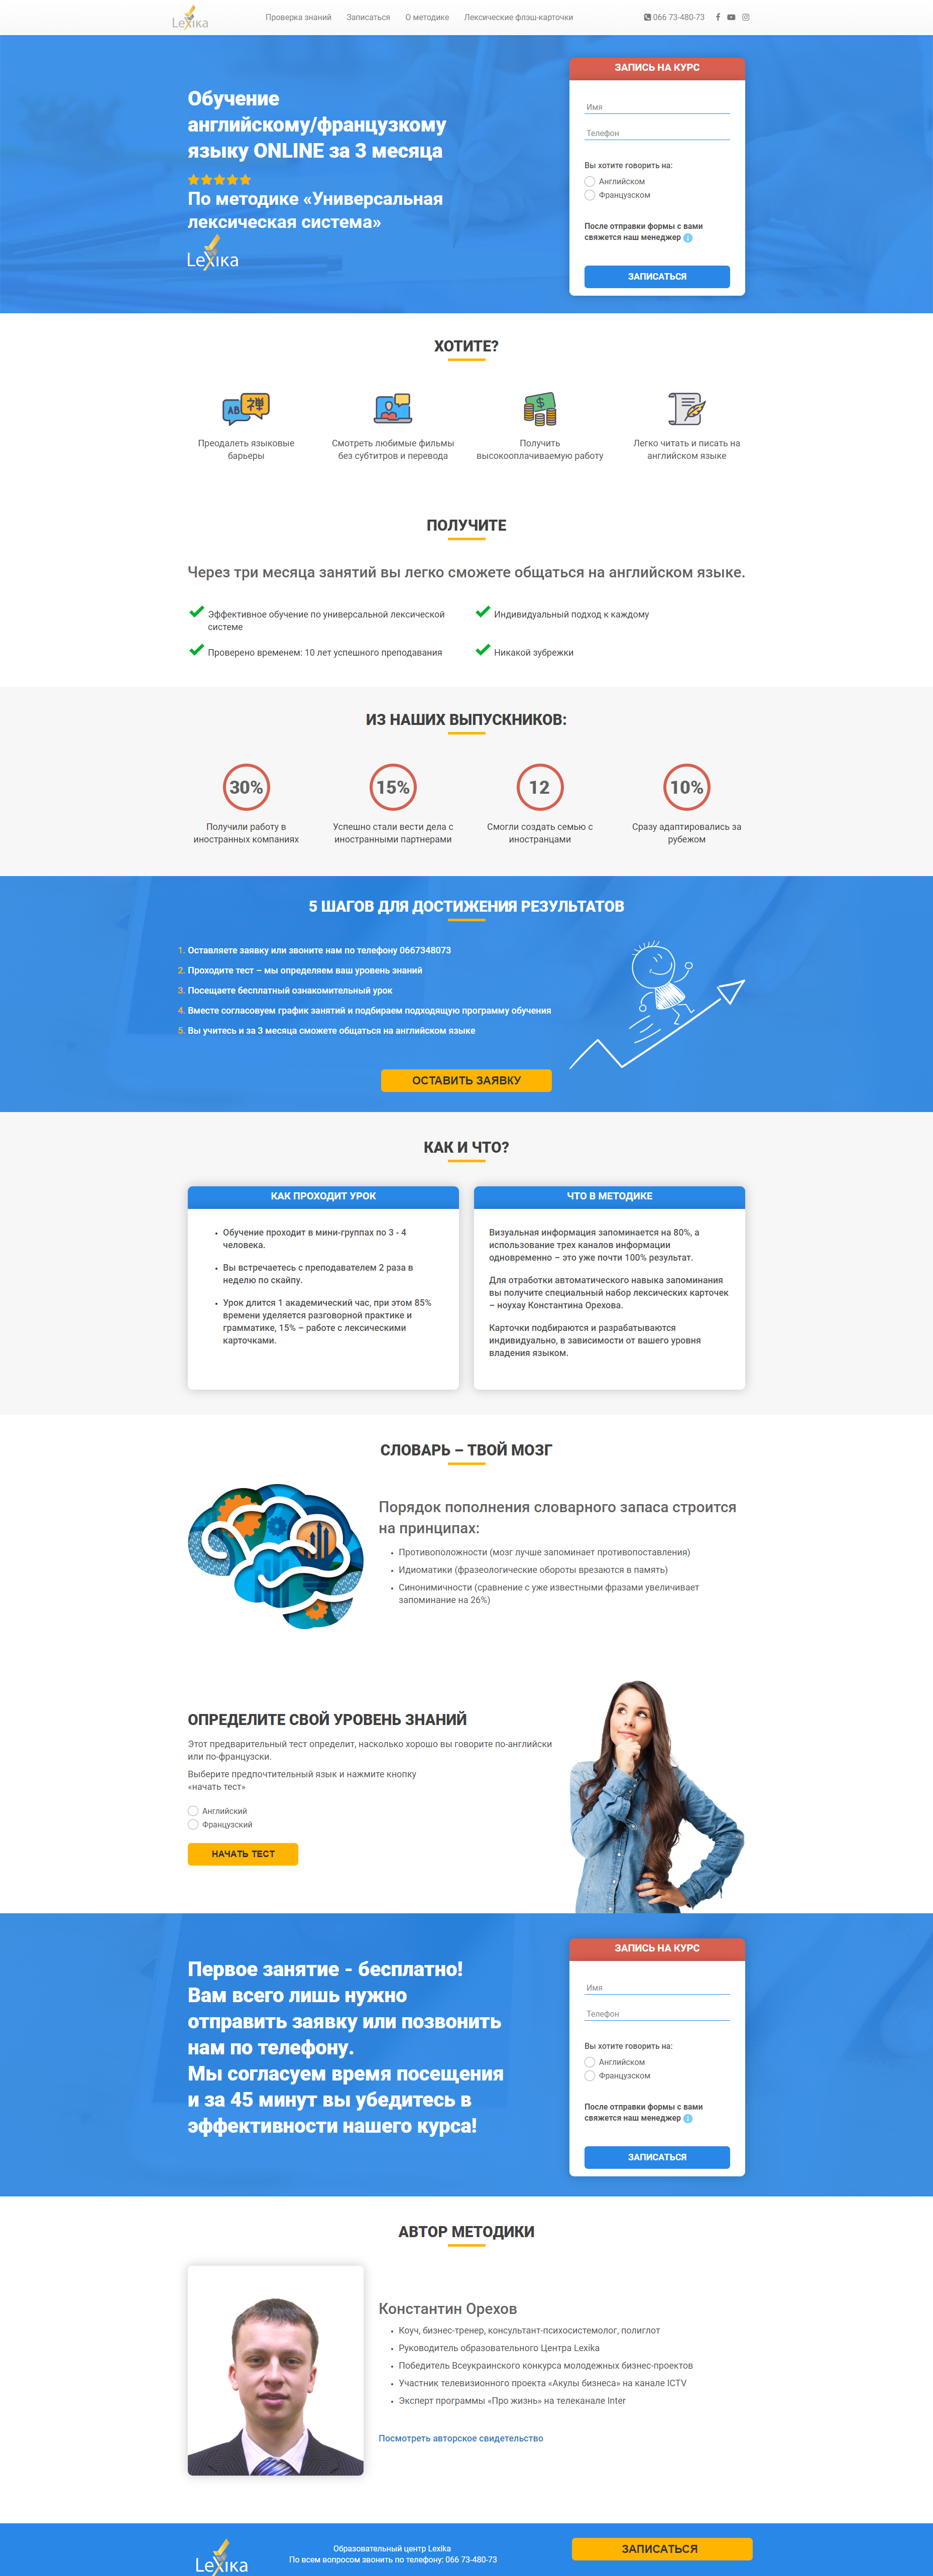 Lexika
Проверка знаний
Записаться
О методике
Лексические флэш-карточки
066 73-480-73
Обучение
английскому/французкому
языку ONLINE за 3 месяца
По методике «Универсальная
лексическая система»
Lexika
ЗАПИСЬ НА КУРС
Имя
Телефон
Вы хотите говорить на:
Английском
Французском
После отправки формы с вами
свяжется наш менеджер i
ЗАПИСАТЬСЯ
ХОТИТЕ?
AB 禅
Преодалеть языковые
барьеры
Смотреть любимые фильмы
без субтитров и перевода
$
Получить
высокооплачиваемую работу
Легко читать и писать на
английском языке
ПОЛУЧИТЕ
Через три месяца занятий вы легко сможете общаться на английском языке.
Эффективное обучение по универсальной лексической
системе
Индивидуальный подход к каждому
Проверено временем: 10 лет успешного преподавания
Никакой зубрежки
ИЗ НАШИХ ВЫПУСКНИКОВ:
30%
Получили работу в
иностранных компаниях
15%
Успешно стали вести дела с
иностранными партнерами
12
Смогли создать семью с
иностранцами
10%
Сразу адаптировались за
рубежом
5 ШАГОВ ДЛЯ ДОСТИЖЕНИЯ РЕЗУЛЬТАТОВ
1. Оставляете заявку или звоните нам по телефону 0667348073
2. Проходите тест – мы определяем ваш уровень знаний
3. Посещаете бесплатный ознакомительный урок
4. Вместе согласовуем график занятий и подбираем подходящую программу обучения
5. Вы учитесь и за 3 месяца сможете общаться на английском языке
ОСТАВИТЬ ЗАЯВКУ
КАК И ЧТО?
КАК ПРОХОДИТ УРОК
• Обучение проходит в мини-группах по 3 - 4
человека.
• Вы встречаетесь с преподавателем 2 раза в
неделю по скайпу.
• Урок длится 1 академический час, при этом 85%
времени уделяется разговорной практике и
грамматике, 15% – работе с лексическими
карточками.
ЧТО В МЕТОДИКЕ
Визуальная информация запоминается на 80%, а
использование трех каналов информации
одновременно – это уже почти 100% результат.
Для отработки автоматического навыка запоминания
вы получите специальный набор лексических карточек
– ноухау Константина Орехова.
Карточки подбираются и разрабатываются
индивидуально, в зависимости от вашего уровня
владения языком.
СЛОВАРЬ – ТВОЙ МОЗГ
Порядок пополнения словарного запаса строится
на принципах:
• Противоположности (мозг лучше запоминает противопоставления)
• Идиоматики (фразеологические обороты врезаются в память)
• Синонимичности (сравнение с уже известными фразами увеличивает
запоминание на 26%)
ОПРЕДЕЛИТЕ СВОЙ УРОВЕНЬ ЗНАНИЙ
Этот предварительный тест определит, насколько хорошо вы говорите по-английски
или по-французски.
Выберите предпочтительный язык и нажмите кнопку
«начать тест»
Английский
Французский
НАЧАТЬ ТЕСТ
Первое занятие - бесплатно!
Вам всего лишь нужно
отправить заявку или позвонить
нам по телефону.
Мы согласуем время посещения
и за 45 минут вы убедитесь в
эффективности нашего курса!
ЗАПИСЬ НА КУРС
Имя
Телефон
Вы хотите говорить на:
Английском
Французском
После отправки формы с вами
свяжется наш менеджер i
ЗАПИСАТЬСЯ
АВТОР МЕТОДИКИ
Константин Орехов
• Коуч, бизнес-тренер, консультант-психосистемолог, полиглот
• Руководитель образовательного Центра Lexika
• Победитель Всеукраинского конкурса молодежных бизнес-проектов
• Участник телевизионного проекта «Акулы бизнеса» на канале ICTV
• Эксперт программы «Про жизнь» на телеканале Inter
Посмотреть авторское свидетельство
Lexika
Образовательный центр Lexika
По всем вопросом звонить по телефону: 066 73-480-73
ЗАПИСАТЬСЯ